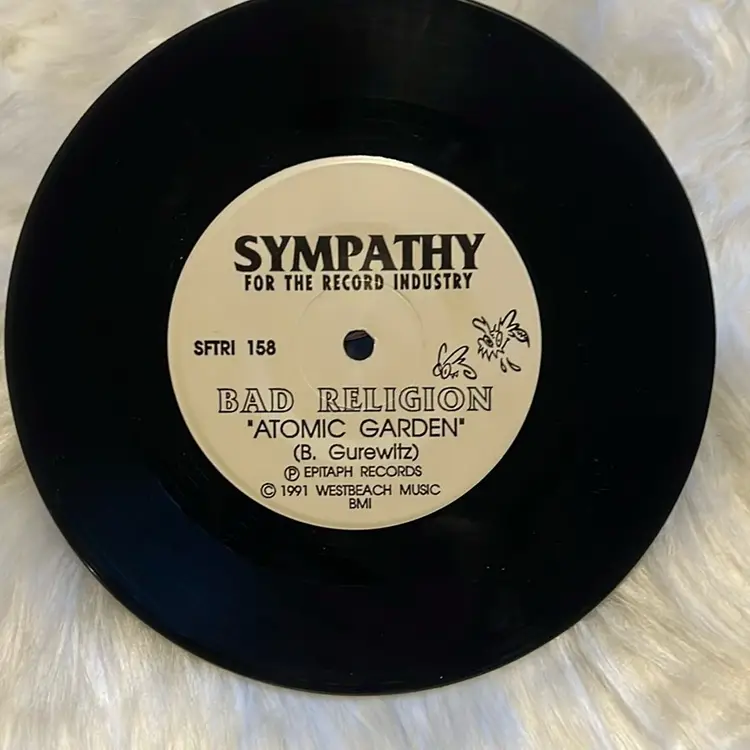 SYMPATHY
FOR THE RECORD INDUSTRY
SFTRI 158
BAD RELIGION
"ATOMIC GARDEN"
(B. Gurewitz)
Ⓟ EPITAPH RECORDS
© 1991 WESTBEACH MUSIC
BMI